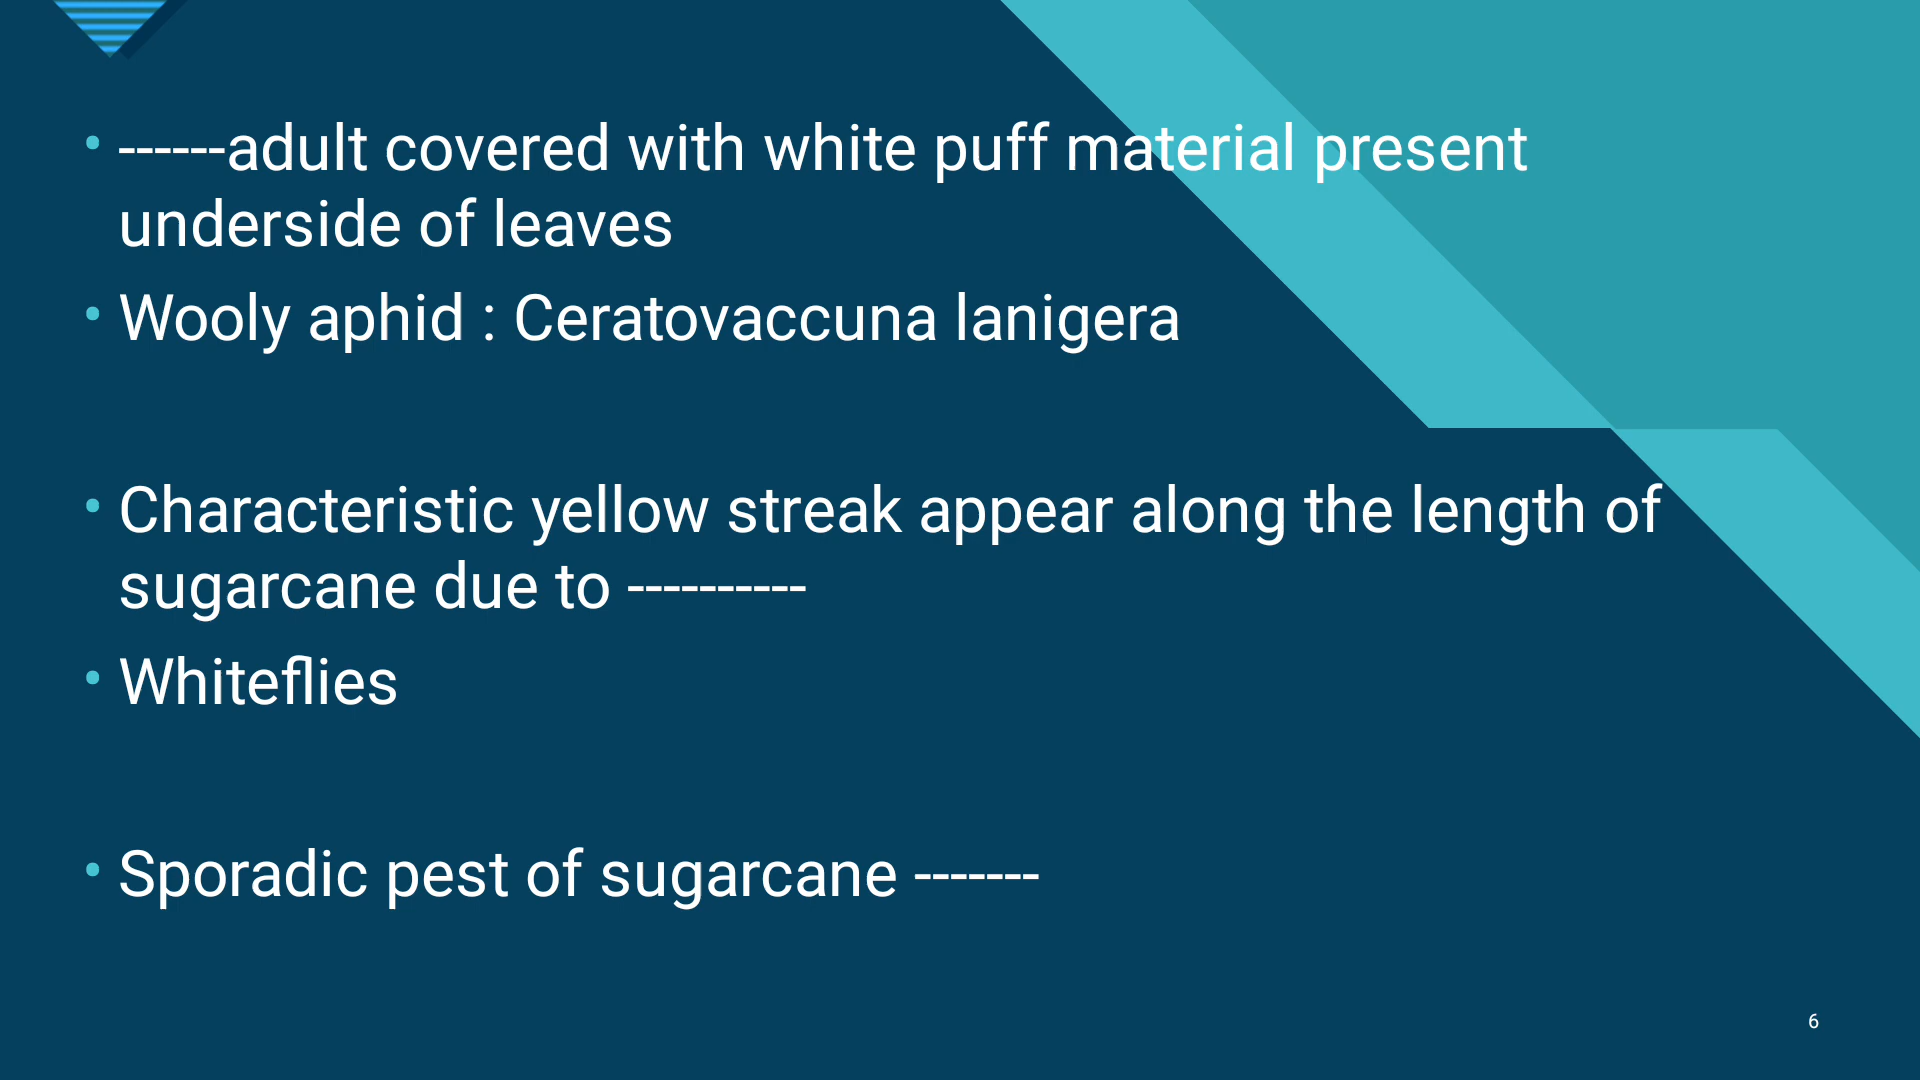 • ------adult covered with white puff material present
underside of leaves
• Wooly aphid : Ceratovaccuna lanigera
• Characteristic yellow streak appear along the length of
sugarcane due to ----------
• Whiteflies
• Sporadic pest of sugarcane -------
6